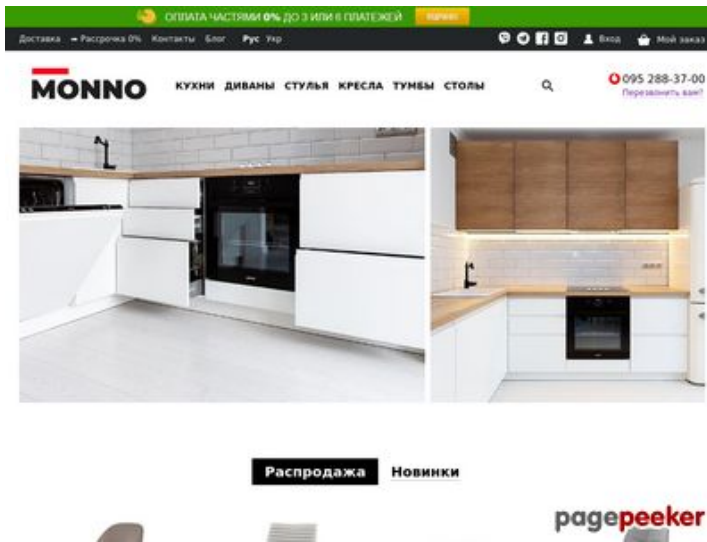 ОПЛАТА ЧАСТЯМИ 0% ДО 3 ИЛИ 6 ПЛАТЕЖЕЙ
Доставка Рассрочка 0% Контакты Блог Рус Укр Вход Мой заказ
MONNO КУХНИ ДИВАНЫ СТУЛЬЯ КРЕСЛА ТУМБЫ СТОЛЫ 095 288-37-00
Перезвонить вам?
Распродажа Новинки
pagepeeker